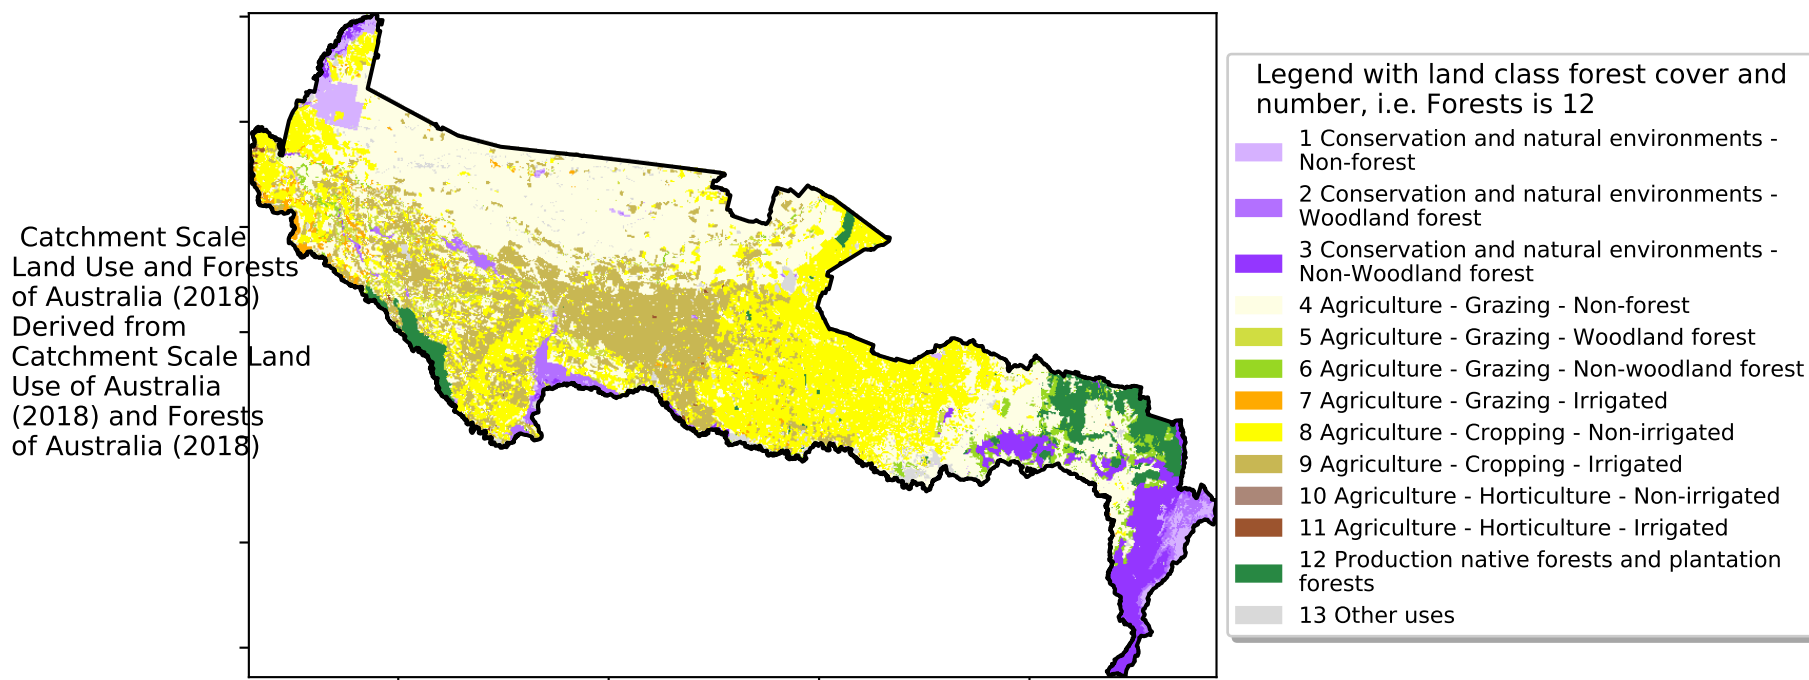 Catchment Scale
Land Use and Forests
of Australia (2018)
Derived from
Catchment Scale Land
Use of Australia
(2018) and Forests
of Australia (2018)
Legend with land class forest cover and
number, i.e. Forests is 12
1 Conservation and natural environments -
Non-forest
2 Conservation and natural environments -
Woodland forest
3 Conservation and natural environments -
Non-Woodland forest
4 Agriculture - Grazing - Non-forest
5 Agriculture - Grazing - Woodland forest
6 Agriculture - Grazing - Non-woodland forest
7 Agriculture - Grazing - Irrigated
8 Agriculture - Cropping - Non-irrigated
9 Agriculture - Cropping - Irrigated
10 Agriculture - Horticulture - Non-irrigated
11 Agriculture - Horticulture - Irrigated
12 Production native forests and plantation
forests
13 Other uses